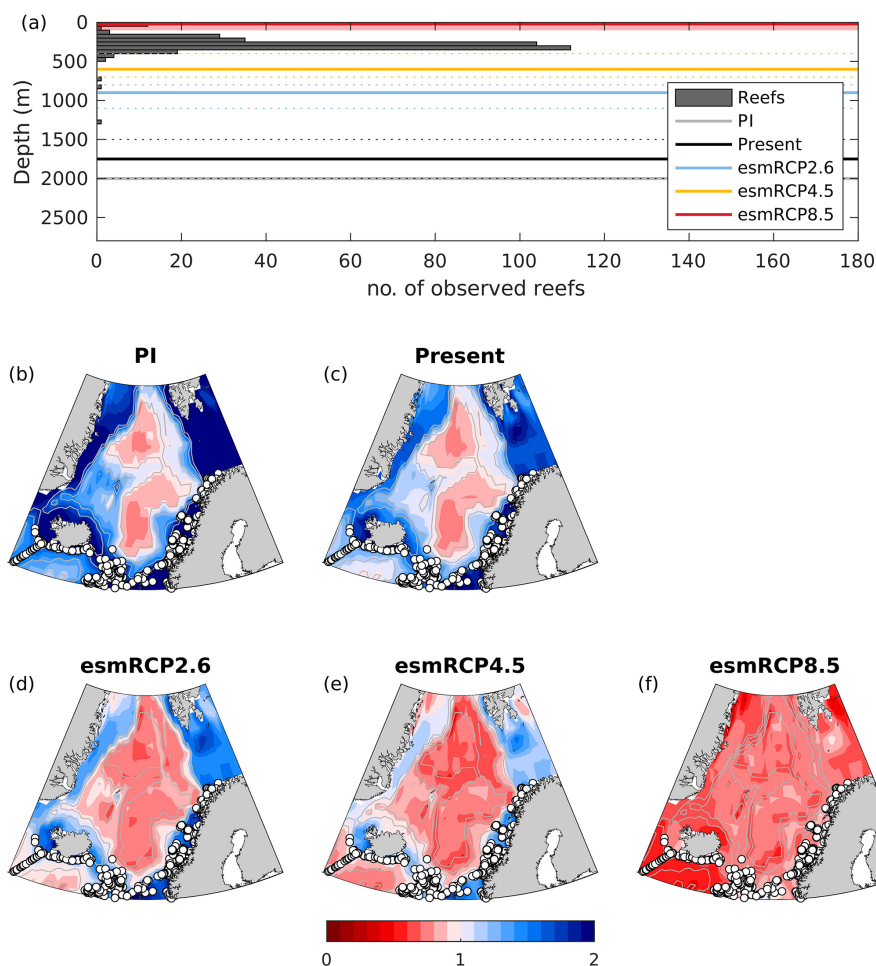 (a)
0
500
1000
1500
2000
2500
Depth (m)
0 20 40 60 80 100 120 140 160 180
no. of observed reefs
Reefs
PI
Present
esmRCP2.6
esmRCP4.5
esmRCP8.5
PI
Present
(b)
(c)
esmRCP2.6
esmRCP4.5
esmRCP8.5
(d)
(e)
(f)
0 1 2